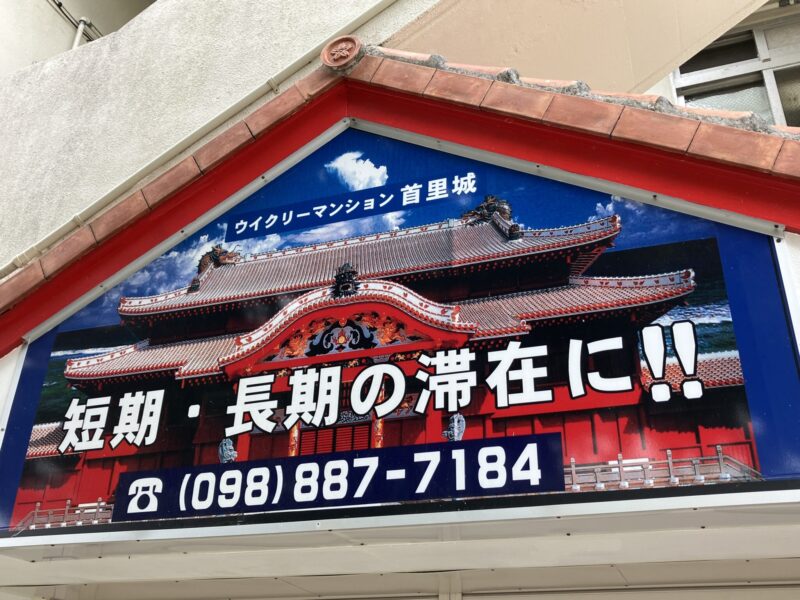 ウイクリーマンション 首里城
短期・長期の滞在に!!
☎ (098) 887-7184